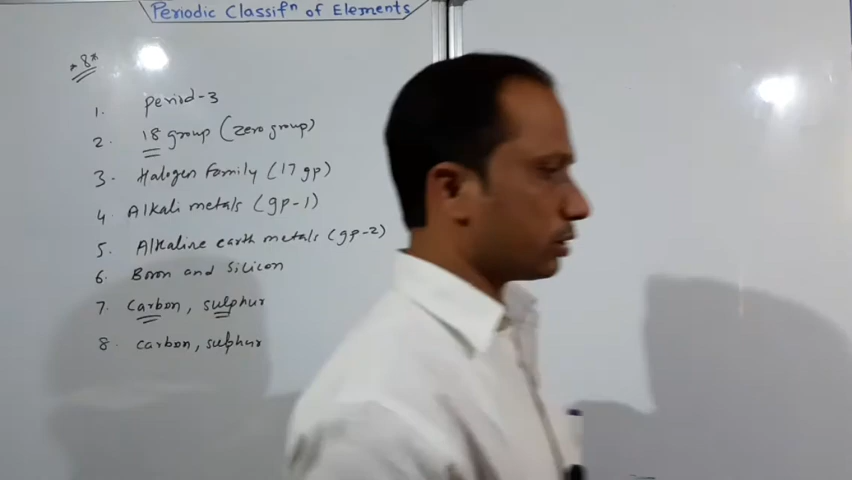 Periodic Classifn of Elements
*8*
1. period-3
2. 18 group (zero group)
3. Halogen family (17 gp)
4. Alkali metals (gp-1)
5. Alkaline earth metals (gp-2)
6. Boron and silicon
7. Carbon, sulphur
8. carbon, sulphur